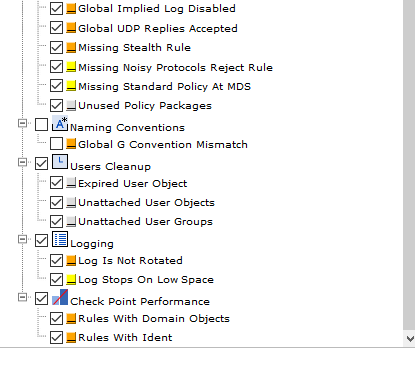 Global Implied Log Disabled
Global UDP Replies Accepted
Missing Stealth Rule
Missing Noisy Protocols Reject Rule
Missing Standard Policy At MDS
Unused Policy Packages
Naming Conventions
Global G Convention Mismatch
Users Cleanup
Expired User Object
Unattached User Objects
Unattached User Groups
Logging
Log Is Not Rotated
Log Stops On Low Space
Check Point Performance
Rules With Domain Objects
Rules With Ident